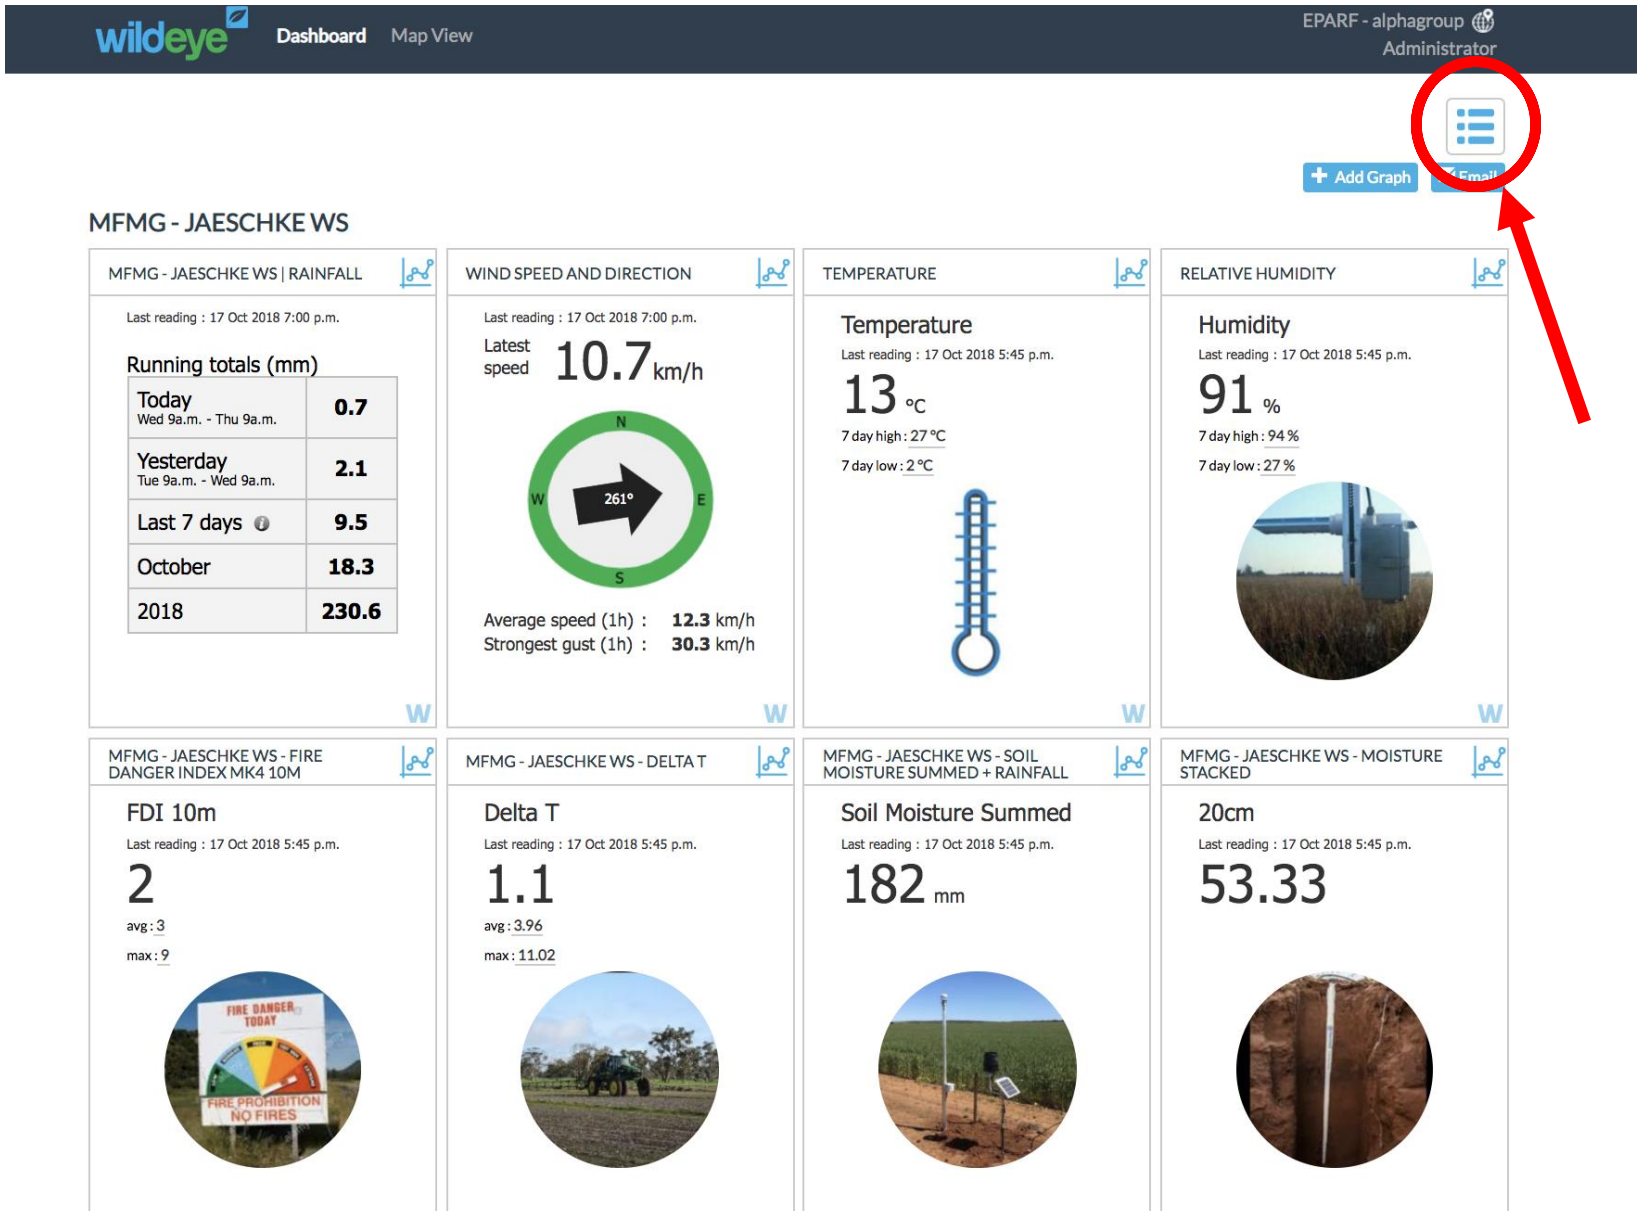 wildeye
Dashboard
Map View
EPARF - alphagroup
Administrator
Add Graph
Email
MFMG - JAESCHKE WS
MFMG - JAESCHKE WS | RAINFALL
Last reading : 17 Oct 2018 7:00 p.m.
Running totals (mm)
Today
Wed 9a.m. - Thu 9a.m.
0.7
Yesterday
Tue 9a.m. - Wed 9a.m.
2.1
Last 7 days
9.5
October
18.3
2018
230.6
W
WIND SPEED AND DIRECTION
Last reading : 17 Oct 2018 7:00 p.m.
Latest
speed
10.7 km/h
N
W
261°
E
S
Average speed (1h) : 12.3 km/h
Strongest gust (1h) : 30.3 km/h
W
TEMPERATURE
Temperature
Last reading : 17 Oct 2018 5:45 p.m.
13 °C
7 day high : 27 °C
7 day low : 2 °C
W
RELATIVE HUMIDITY
Humidity
Last reading : 17 Oct 2018 5:45 p.m.
91 %
7 day high : 94 %
7 day low : 27 %
W
MFMG - JAESCHKE WS - FIRE
DANGER INDEX MK4 10M
FDI 10m
Last reading : 17 Oct 2018 5:45 p.m.
2
avg : 3
max : 9
FIRE DANGER
TODAY
FIRE PROHIBITION
NO FIRES
MFMG - JAESCHKE WS - DELTA T
Delta T
Last reading : 17 Oct 2018 5:45 p.m.
1.1
avg : 3.96
max : 11.02
MFMG - JAESCHKE WS - SOIL
MOISTURE SUMMED + RAINFALL
Soil Moisture Summed
Last reading : 17 Oct 2018 5:45 p.m.
182 mm
MFMG - JAESCHKE WS - MOISTURE
STACKED
20cm
Last reading : 17 Oct 2018 5:45 p.m.
53.33